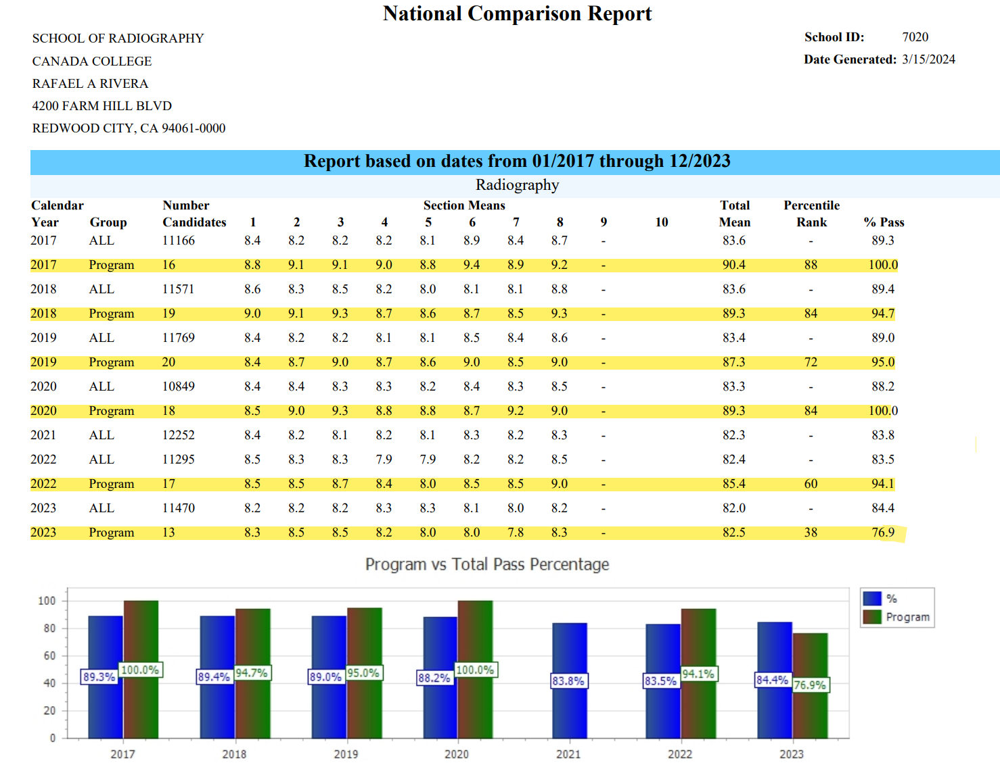 National Comparison Report
SCHOOL OF RADIOGRAPHY
School ID: 7020
CANADA COLLEGE
Date Generated: 3/15/2024
RAFAEL A RIVERA
4200 FARM HILL BLVD
REDWOOD CITY, CA 94061-0000
Report based on dates from 01/2017 through 12/2023
Radiography
Calendar Number Section Means Total Percentile
Year Group Candidates 1 2 3 4 5 6 7 8 9 10 Mean Rank % Pass
2017 ALL 11166 8.4 8.2 8.2 8.2 8.1 8.9 8.4 8.7 - 83.6 - 89.3
2017 Program 16 8.8 9.1 9.1 9.0 8.8 9.4 8.9 9.2 - 90.4 88 100.0
2018 ALL 11571 8.6 8.3 8.5 8.2 8.0 8.1 8.1 8.8 - 83.6 - 89.4
2018 Program 19 9.0 9.1 9.3 8.7 8.6 8.7 8.5 9.3 - 89.3 84 94.7
2019 ALL 11769 8.4 8.2 8.2 8.1 8.1 8.5 8.4 8.6 - 83.4 - 89.0
2019 Program 20 8.4 8.7 9.0 8.7 8.6 9.0 8.5 9.0 - 87.3 72 95.0
2020 ALL 10849 8.4 8.4 8.3 8.3 8.2 8.4 8.3 8.5 - 83.3 - 88.2
2020 Program 18 8.5 9.0 9.3 8.8 8.8 8.7 9.2 9.0 - 89.3 84 100.0
2021 ALL 12252 8.4 8.2 8.1 8.2 8.1 8.3 8.2 8.3 - 82.3 - 83.8
2022 ALL 11295 8.5 8.3 8.3 7.9 7.9 8.2 8.2 8.5 - 82.4 - 83.5
2022 Program 17 8.5 8.5 8.7 8.4 8.0 8.5 8.5 9.0 - 85.4 60 94.1
2023 ALL 11470 8.2 8.2 8.2 8.3 8.3 8.1 8.0 8.2 - 82.0 - 84.4
2023 Program 13 8.3 8.5 8.5 8.2 8.0 8.0 7.8 8.3 - 82.5 38 76.9
Program vs Total Pass Percentage
100
80
60
40
20
0
89.3% 100.0% 89.4% 94.7% 89.0% 95.0% 88.2% 100.0% 83.8% 83.5% 94.1% 84.4% 76.9%
2017 2018 2019 2020 2021 2022 2023
%
Program